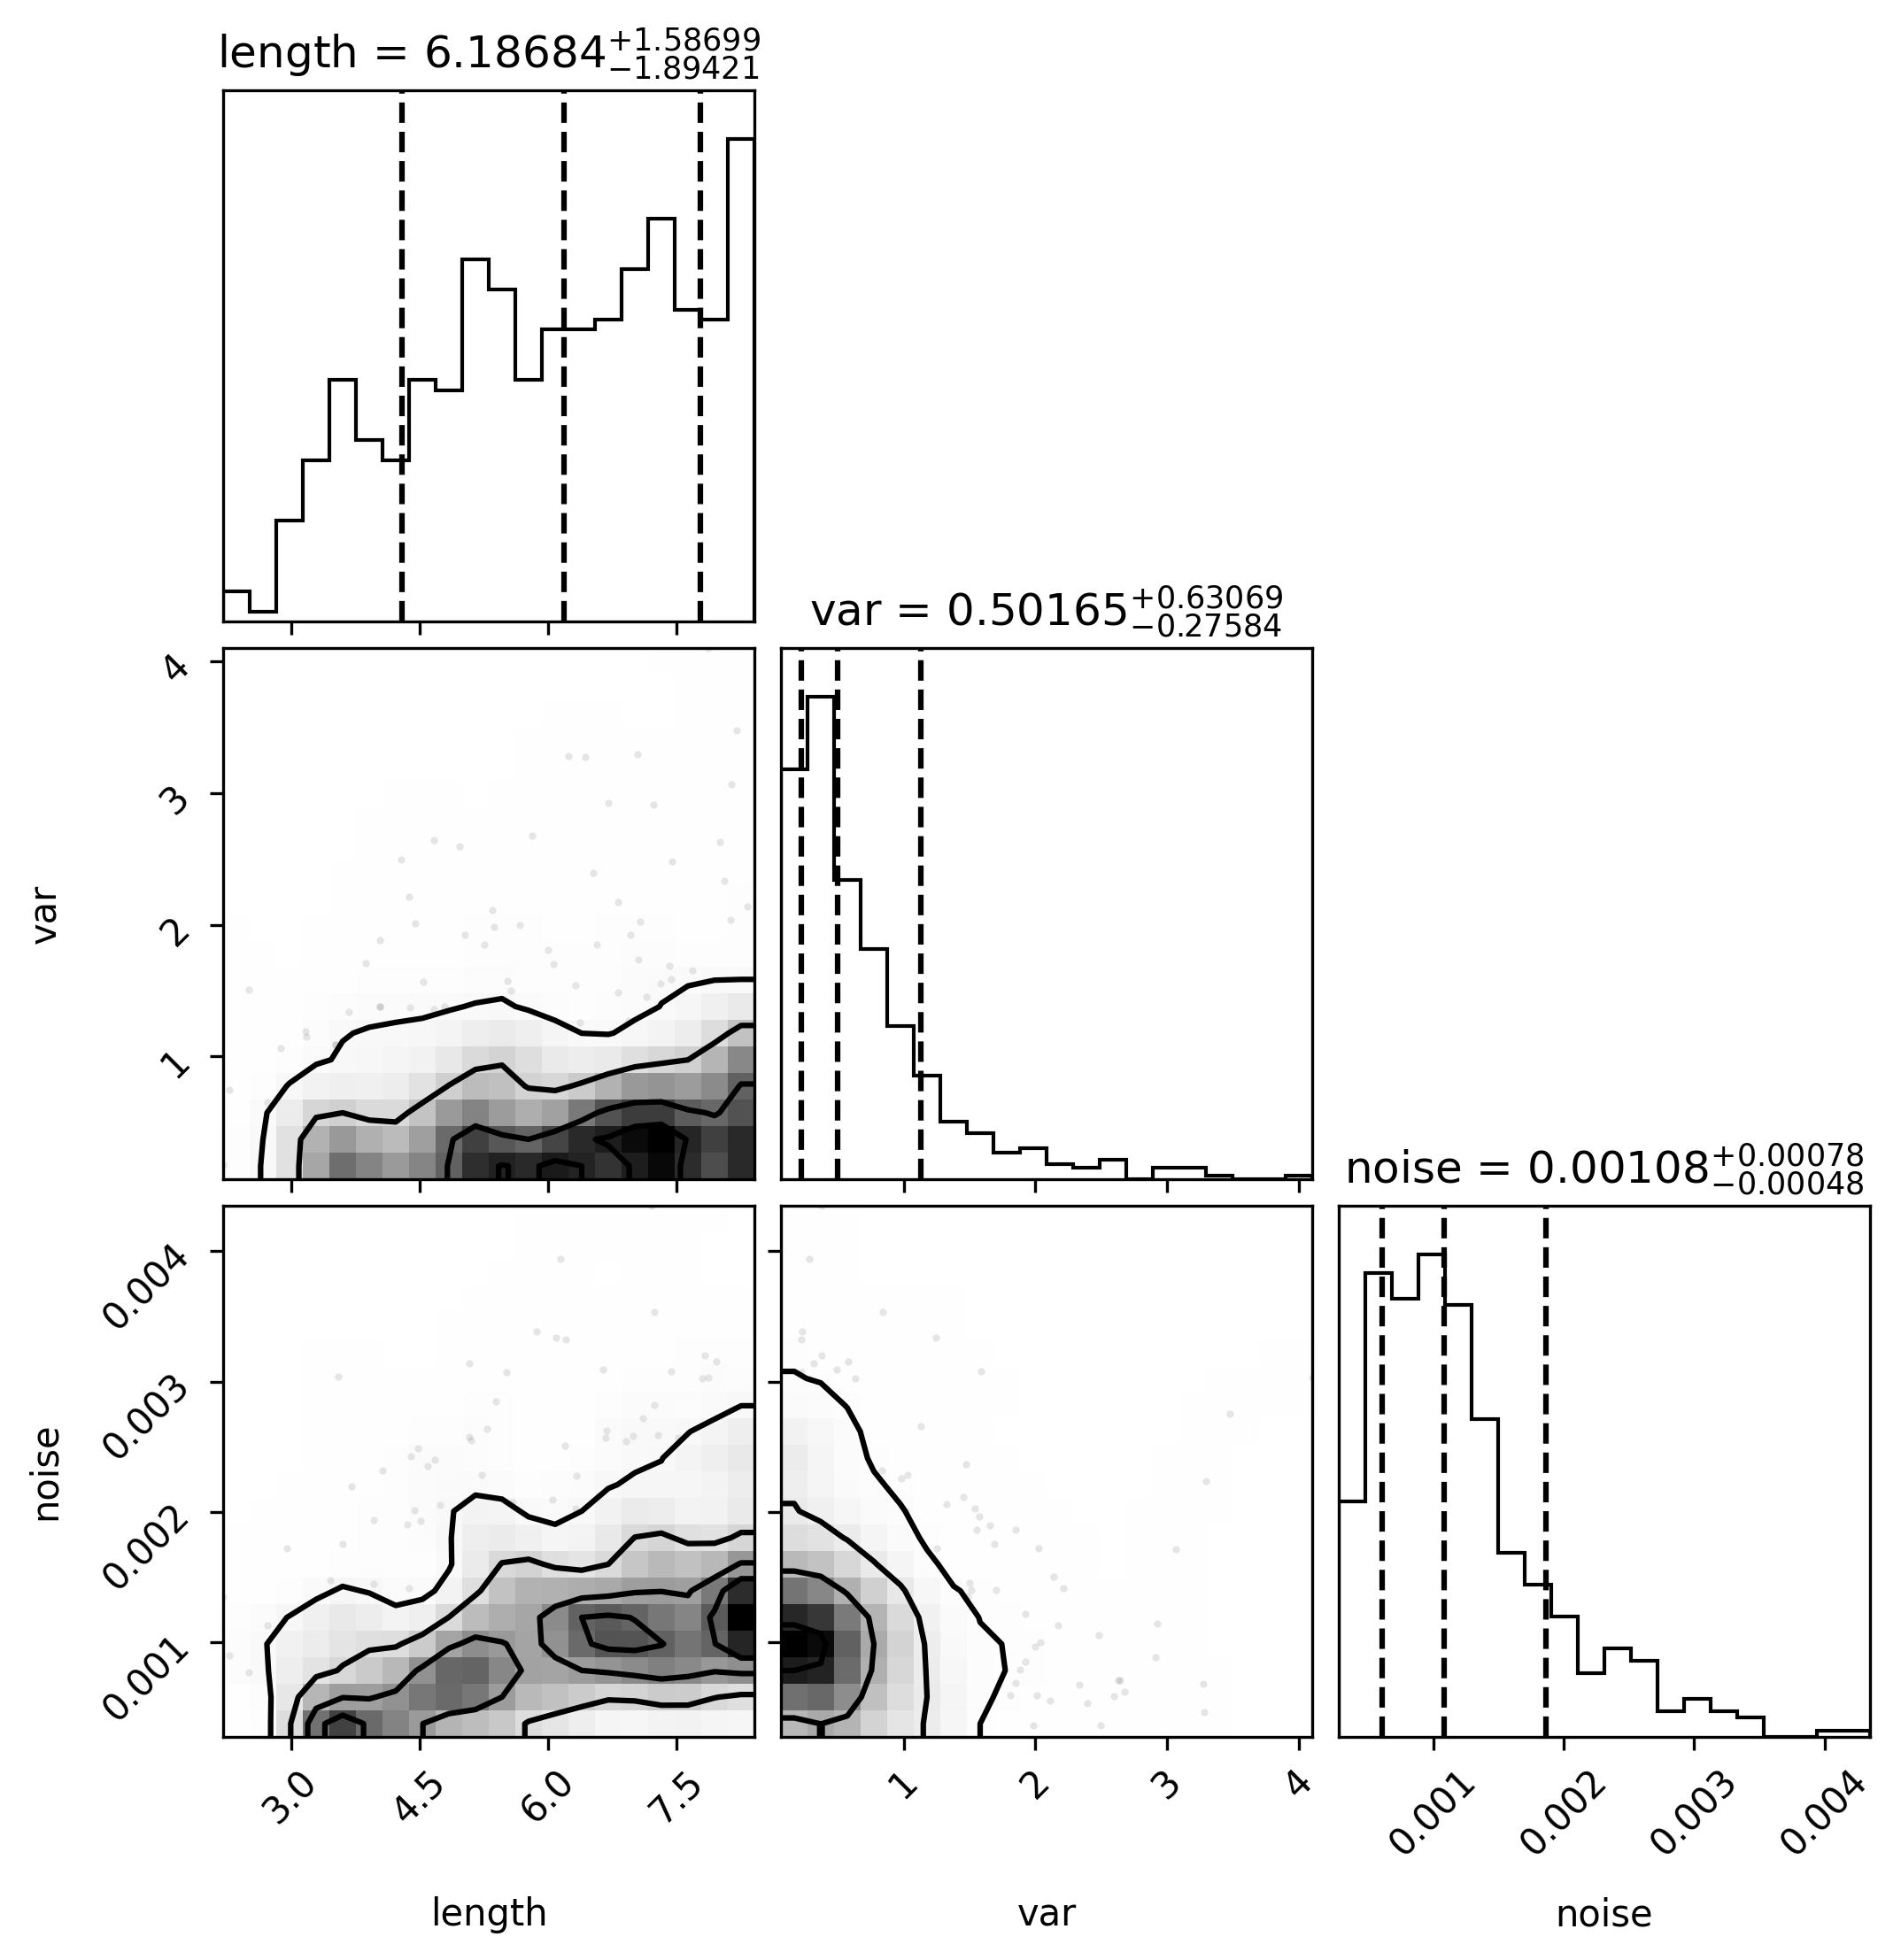 length = 6.18684+1.58699−1.89421
var = 0.50165+0.63069−0.27584
4
3
2
1
var
noise = 0.00108+0.00078−0.00048
0.004
0.003
0.002
0.001
noise
3.0 4.5 6.0 7.5
1 2 3 4
0.001 0.002 0.003 0.004
length
var
noise